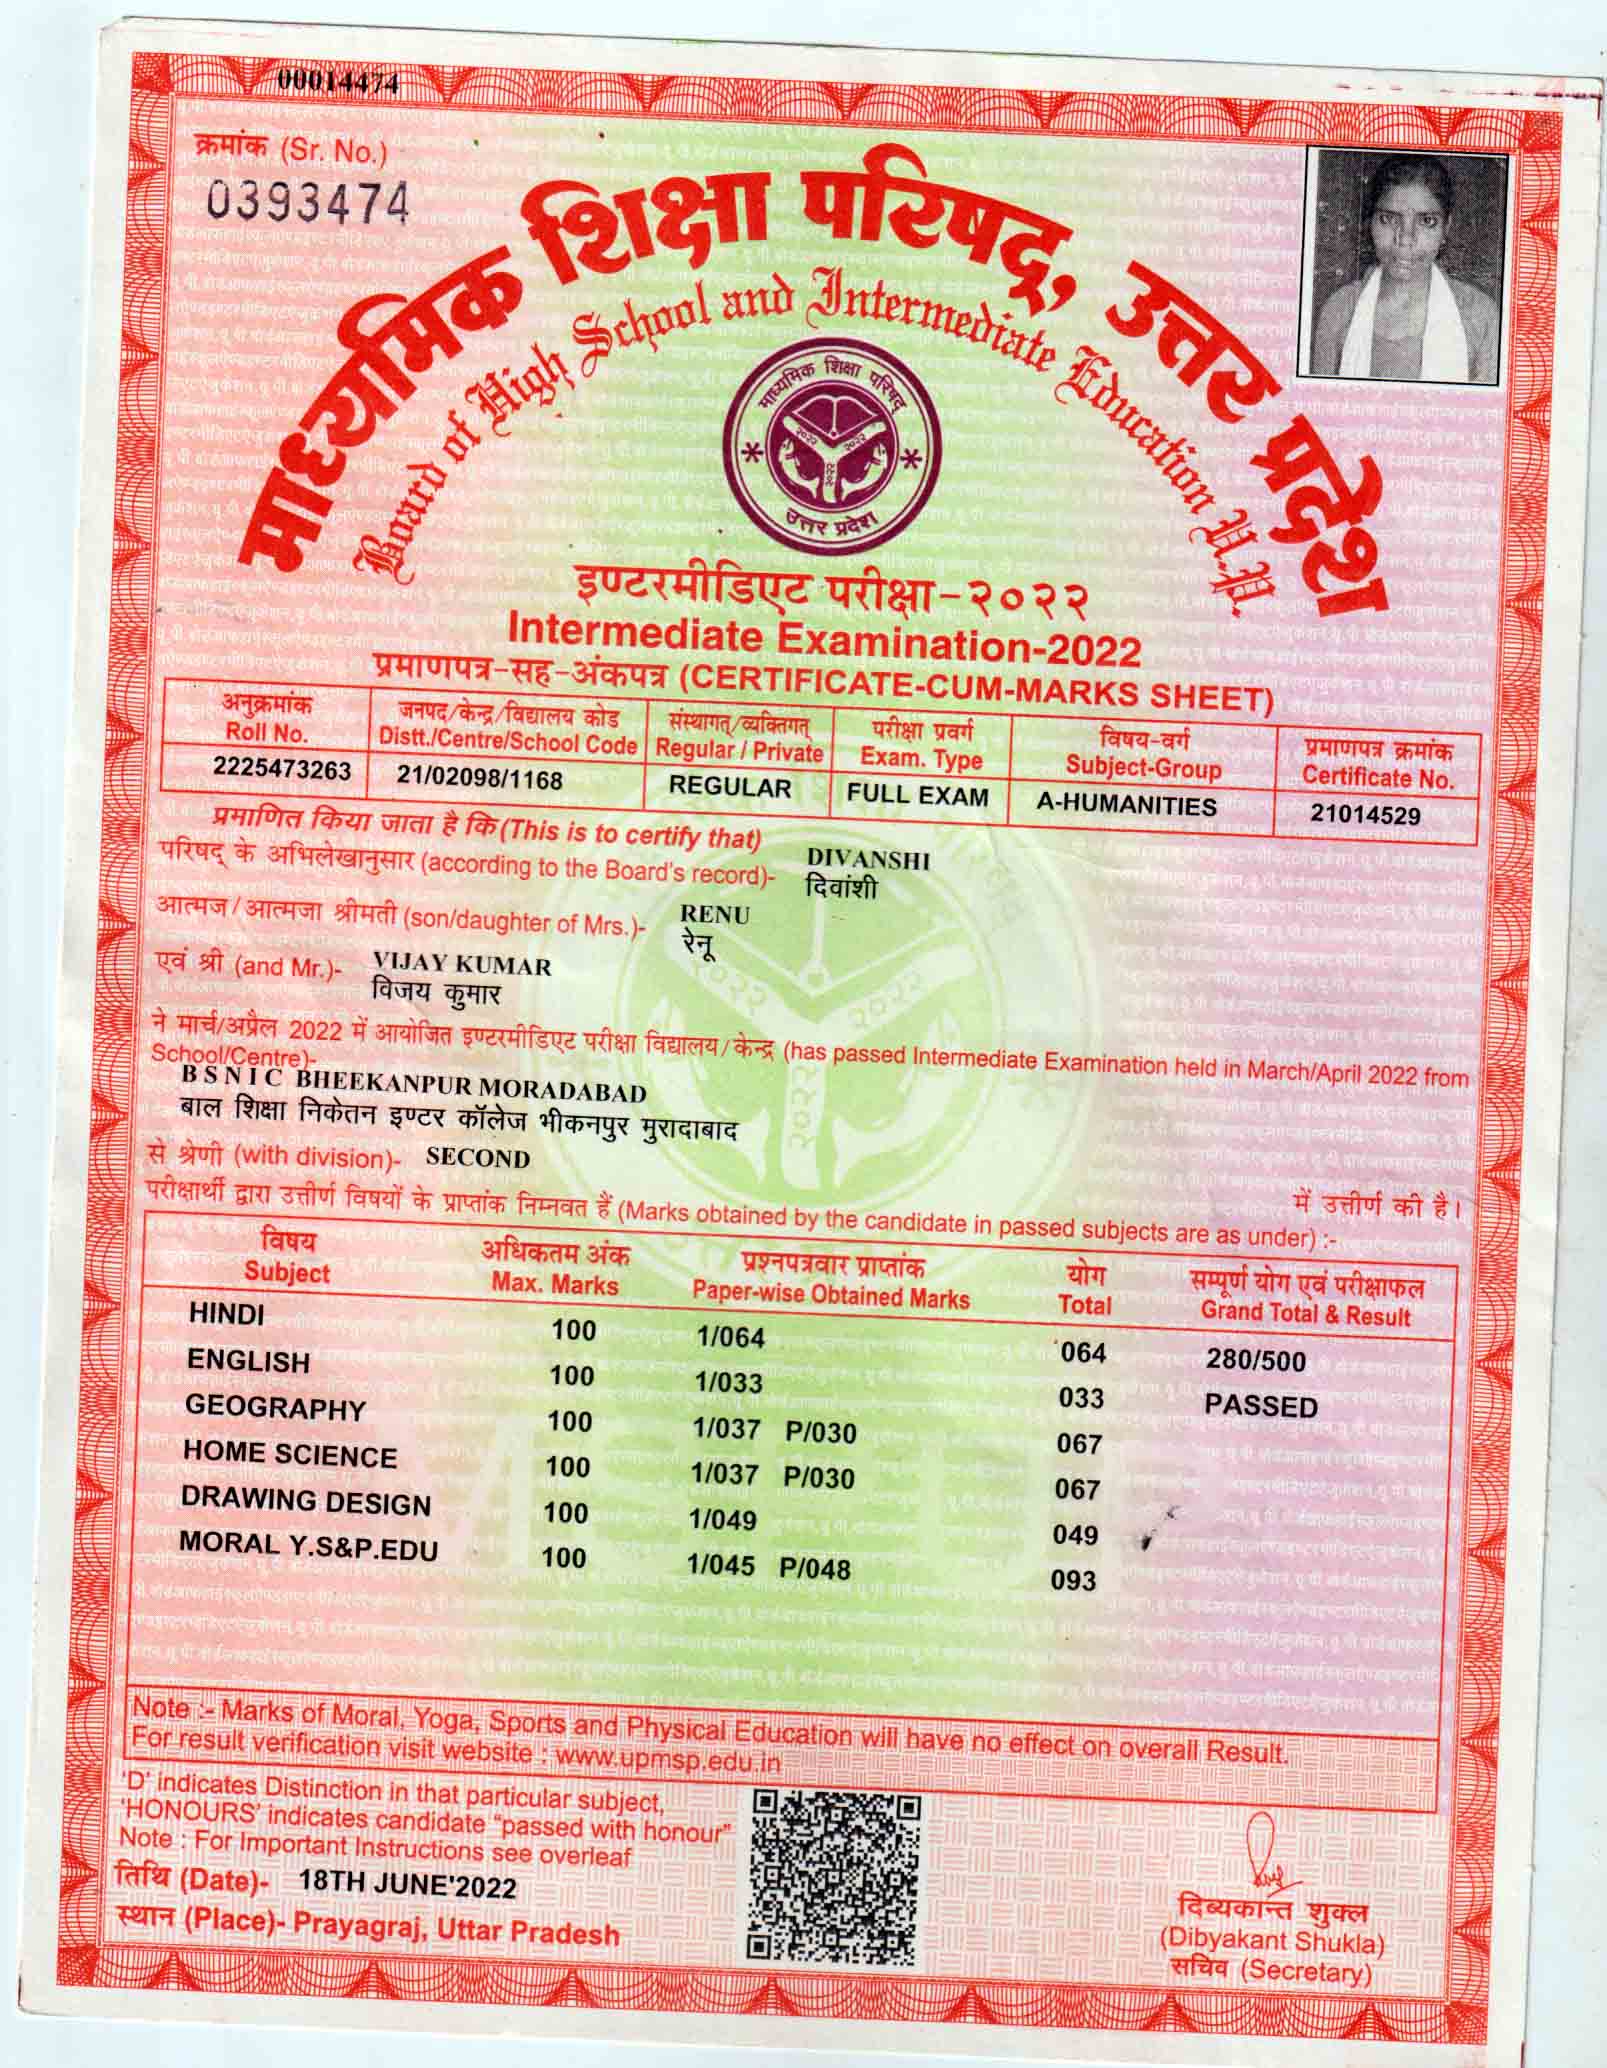 00014474
क्रमांक (Sr. No.)
0393474
माध्यमिक शिक्षा परिषद्, उत्तर प्रदेश
Board of High School and Intermediate Education U.P.
माध्यमिक शिक्षा परिषद्
२०२२ २०२२
२०२२
उत्तर प्रदेश
इण्टरमीडिएट परीक्षा-२०२२
Intermediate Examination-2022
प्रमाणपत्र-सह-अंकपत्र (CERTIFICATE-CUM-MARKS SHEET)
अनुक्रमांक जनपद/केन्द्र/विद्यालय कोड संस्थागत्/व्यक्तिगत् परीक्षा प्रवर्ग विषय-वर्ग प्रमाणपत्र क्रमांक
Roll No. Distt./Centre/School Code Regular / Private Exam. Type Subject-Group Certificate No.
2225473263 21/02098/1168 REGULAR FULL EXAM A-HUMANITIES 21014529
प्रमाणित किया जाता है कि (This is to certify that)
परिषद् के अभिलेखानुसार (according to the Board's record)- DIVANSHI
दिवांशी
आत्मज/आत्मजा श्रीमती (son/daughter of Mrs.)- RENU
रेनू
एवं श्री (and Mr.)- VIJAY KUMAR
विजय कुमार
ने मार्च/अप्रैल 2022 में आयोजित इण्टरमीडिएट परीक्षा विद्यालय/केन्द्र (has passed Intermediate Examination held in March/April 2022 from
School/Centre)-
B S N I C BHEEKANPUR MORADABAD
बाल शिक्षा निकेतन इण्टर कॉलेज भीकनपुर मुरादाबाद
से श्रेणी (with division)- SECOND
में उत्तीर्ण की है।
परीक्षार्थी द्वारा उत्तीर्ण विषयों के प्राप्तांक निम्नवत हैं (Marks obtained by the candidate in passed subjects are as under) :-
विषय अधिकतम अंक प्रश्नपत्रवार प्राप्तांक योग सम्पूर्ण योग एवं परीक्षाफल
Subject Max. Marks Paper-wise Obtained Marks Total Grand Total & Result
HINDI 100 1/064 064 280/500
ENGLISH 100 1/033 033 PASSED
GEOGRAPHY 100 1/037 P/030 067
HOME SCIENCE 100 1/037 P/030 067
DRAWING DESIGN 100 1/049 049
MORAL Y.S&P.EDU 100 1/045 P/048 093
Note :- Marks of Moral, Yoga, Sports and Physical Education will have no effect on overall Result.
For result verification visit website : www.upmsp.edu.in
'D' indicates Distinction in that particular subject,
'HONOURS' indicates candidate "passed with honour"
Note : For Important Instructions see overleaf
तिथि (Date)- 18TH JUNE'2022
स्थान (Place)- Prayagraj, Uttar Pradesh
दिव्यकान्त शुक्ल
(Dibyakant Shukla)
सचिव (Secretary)